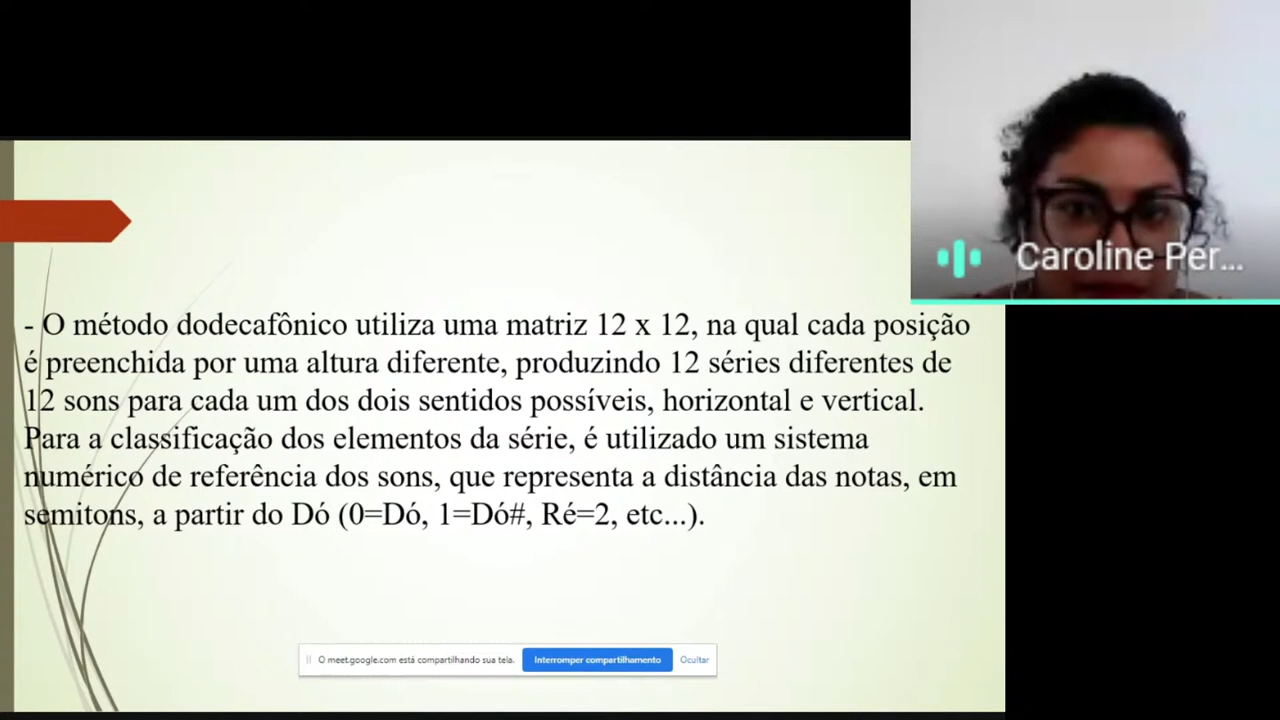 Caroline Per...
- O método dodecafônico utiliza uma matriz 12 x 12, na qual cada posição
é preenchida por uma altura diferente, produzindo 12 séries diferentes de
12 sons para cada um dos dois sentidos possíveis, horizontal e vertical.
Para a classificação dos elementos da série, é utilizado um sistema
numérico de referência dos sons, que representa a distância das notas, em
semitons, a partir do Dó (0=Dó, 1=Dó#, Ré=2, etc...).
O meet.google.com está compartilhando sua tela. Interromper compartilhamento Ocultar